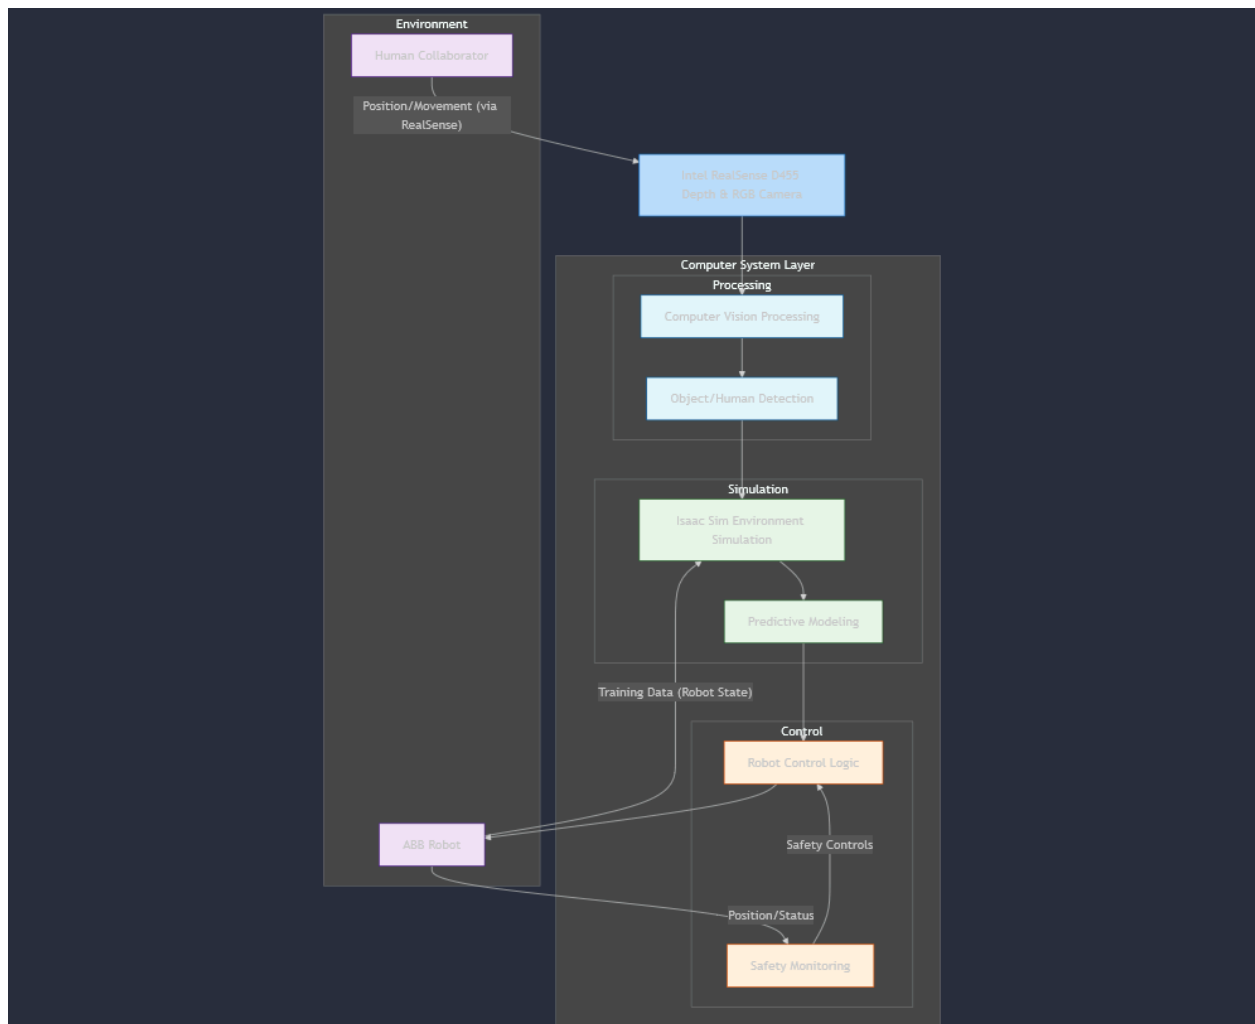 Environment
Human Collaborator
Position/Movement (via
RealSense)
Intel RealSense D455
Depth & RGB Camera
Computer System Layer
Processing
Computer Vision Processing
Object/Human Detection
Simulation
Isaac Sim Environment
Simulation
Predictive Modeling
Training Data (Robot State)
Control
Robot Control Logic
ABB Robot
Safety Controls
Position/Status
Safety Monitoring